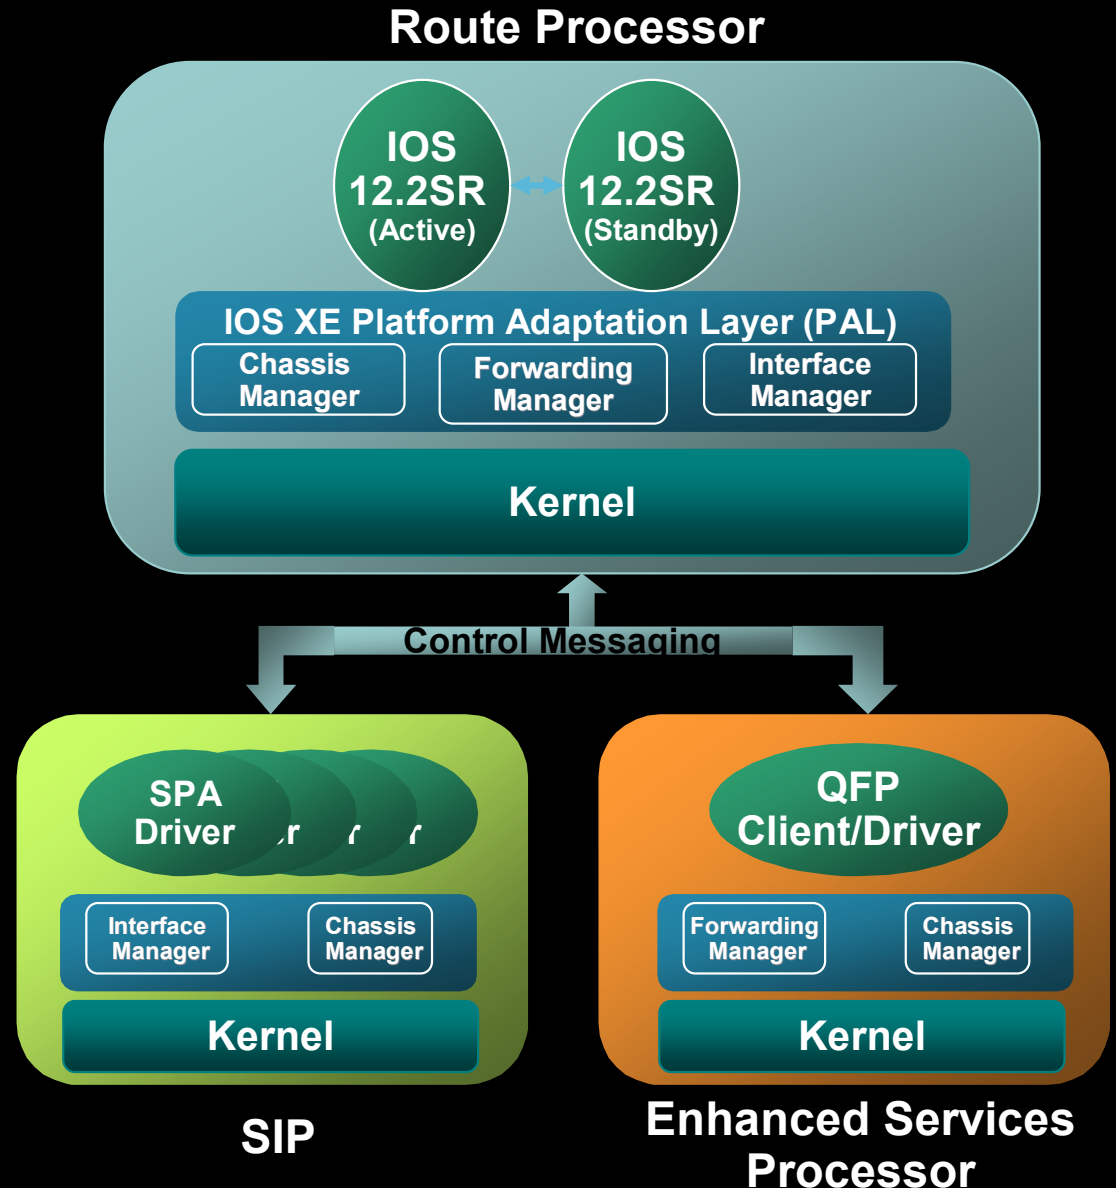 Route Processor
IOS
12.2SR
(Active)
IOS
12.2SR
(Standby)
IOS XE Platform Adaptation Layer (PAL)
Chassis
Manager
Forwarding
Manager
Interface
Manager
Kernel
Control Messaging
SPA
Driver
er
r
r
Interface
Manager
Chassis
Manager
Kernel
SIP
QFP
Client/Driver
Forwarding
Manager
Chassis
Manager
Kernel
Enhanced Services
Processor